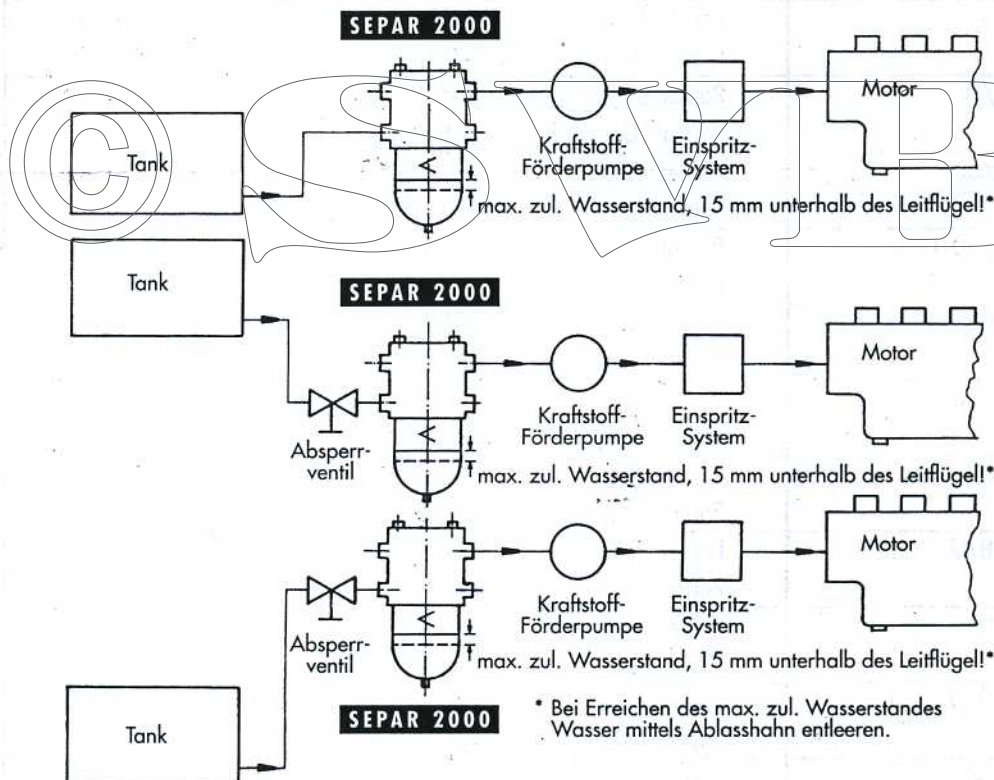 SEPAR 2000
Tank
Motor
Kraftstoff-
Förderpumpe
Einspritz-
System
max. zul. Wasserstand, 15 mm unterhalb des Leitflügel!*
Tank
SEPAR 2000
Absperr-
ventil
Motor
Kraftstoff-
Förderpumpe
Einspritz-
System
max. zul. Wasserstand, 15 mm unterhalb des Leitflügel!*
Absperr-
ventil
Motor
Kraftstoff-
Förderpumpe
Einspritz-
System
max. zul. Wasserstand, 15 mm unterhalb des Leitflügel!*
Tank
SEPAR 2000
* Bei Erreichen des max. zul. Wasserstandes
Wasser mittels Ablasshahn entleeren.
© SVB